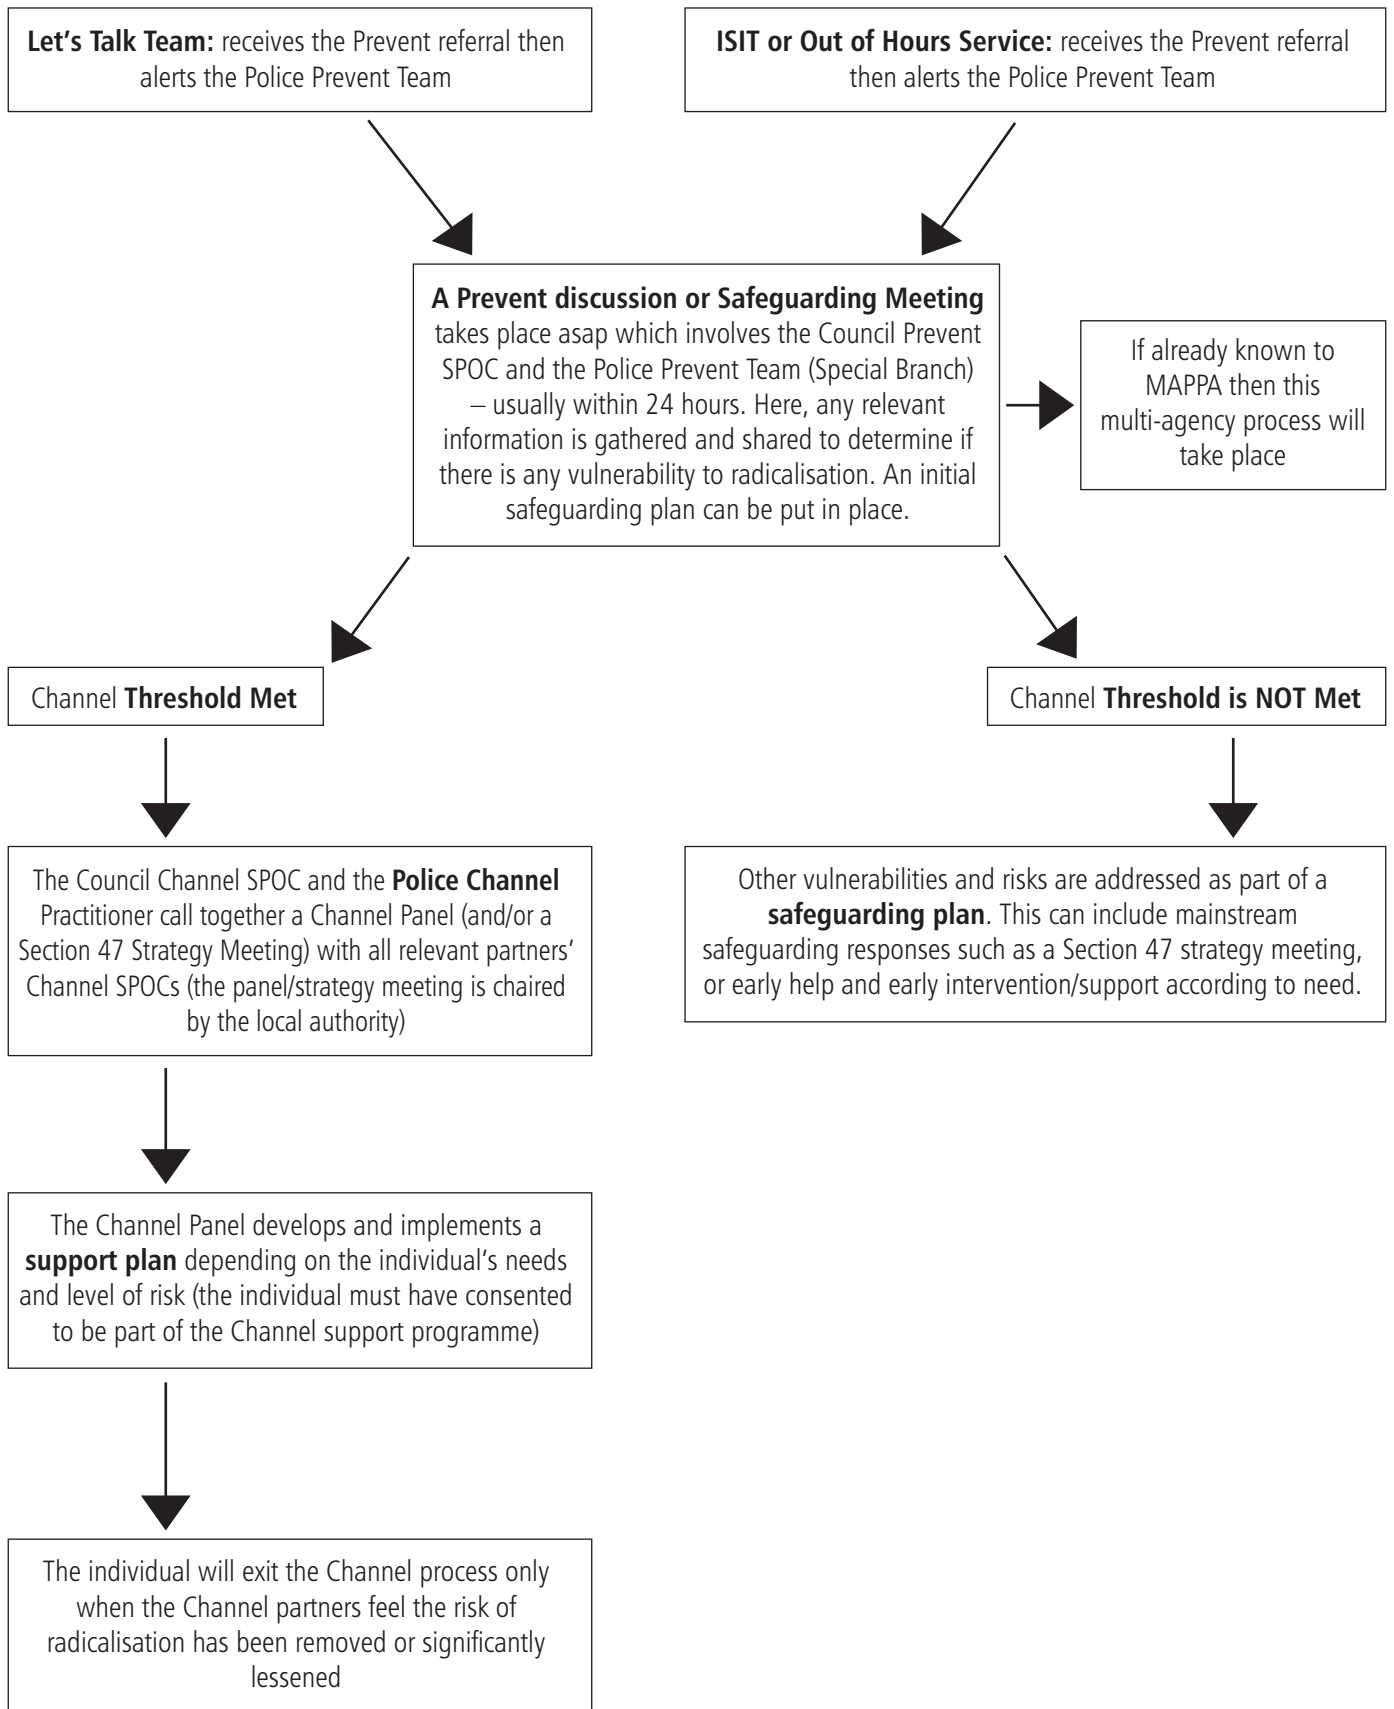 Let's Talk Team: receives the Prevent referral then
alerts the Police Prevent Team
ISIT or Out of Hours Service: receives the Prevent referral
then alerts the Police Prevent Team
A Prevent discussion or Safeguarding Meeting
takes place asap which involves the Council Prevent
SPOC and the Police Prevent Team (Special Branch)
– usually within 24 hours. Here, any relevant
information is gathered and shared to determine if
there is any vulnerability to radicalisation. An initial
safeguarding plan can be put in place.
If already known to
MAPPA then this
multi-agency process will
take place
Channel Threshold Met
Channel Threshold is NOT Met
The Council Channel SPOC and the Police Channel
Practitioner call together a Channel Panel (and/or a
Section 47 Strategy Meeting) with all relevant partners'
Channel SPOCs (the panel/strategy meeting is chaired
by the local authority)
Other vulnerabilities and risks are addressed as part of a
safeguarding plan. This can include mainstream
safeguarding responses such as a Section 47 strategy meeting,
or early help and early intervention/support according to need.
The Channel Panel develops and implements a
support plan depending on the individual's needs
and level of risk (the individual must have consented
to be part of the Channel support programme)
The individual will exit the Channel process only
when the Channel partners feel the risk of
radicalisation has been removed or significantly
lessened